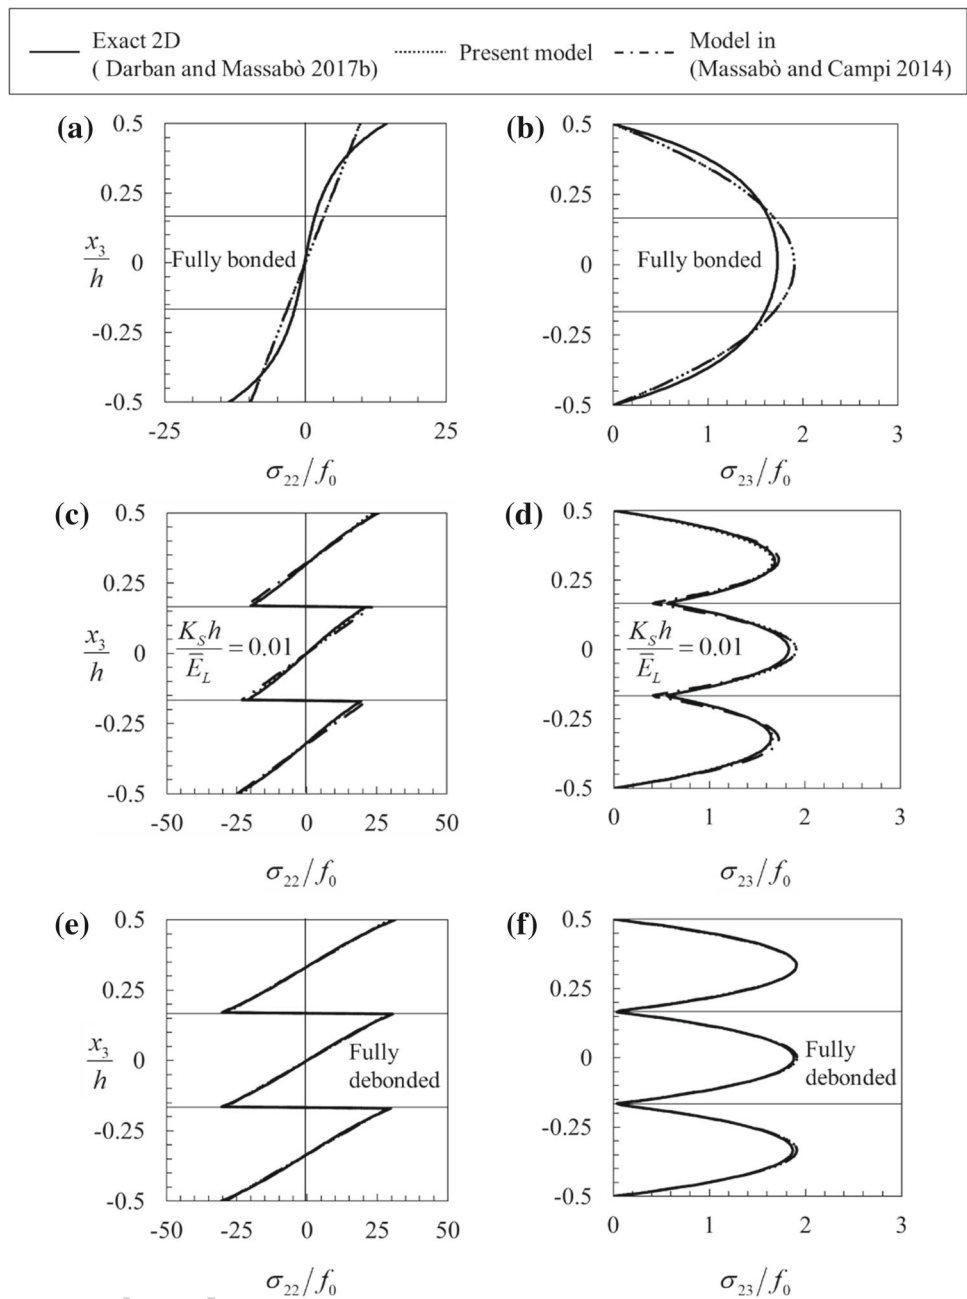 Exact 2D
( Darban and Massabò 2017b)
Present model
Model in
(Massabò and Campi 2014)
(a)
0.5
0.25
x₃/h
0
-0.25
-0.5
Fully bonded
-25 0 25
σ₂₂/f₀
(b)
0.5
0.25
0
-0.25
-0.5
Fully bonded
0 1 2 3
σ₂₃/f₀
(c)
0.5
0.25
x₃/h
0
-0.25
-0.5
K_S h/Ē_L = 0.01
-50 -25 0 25 50
σ₂₂/f₀
(d)
0.5
0.25
0
-0.25
-0.5
K_S h/Ē_L = 0.01
0 1 2 3
σ₂₃/f₀
(e)
0.5
0.25
x₃/h
0
-0.25
-0.5
Fully
debonded
-50 -25 0 25 50
σ₂₂/f₀
(f)
0.5
0.25
0
-0.25
-0.5
Fully
debonded
0 1 2 3
σ₂₃/f₀